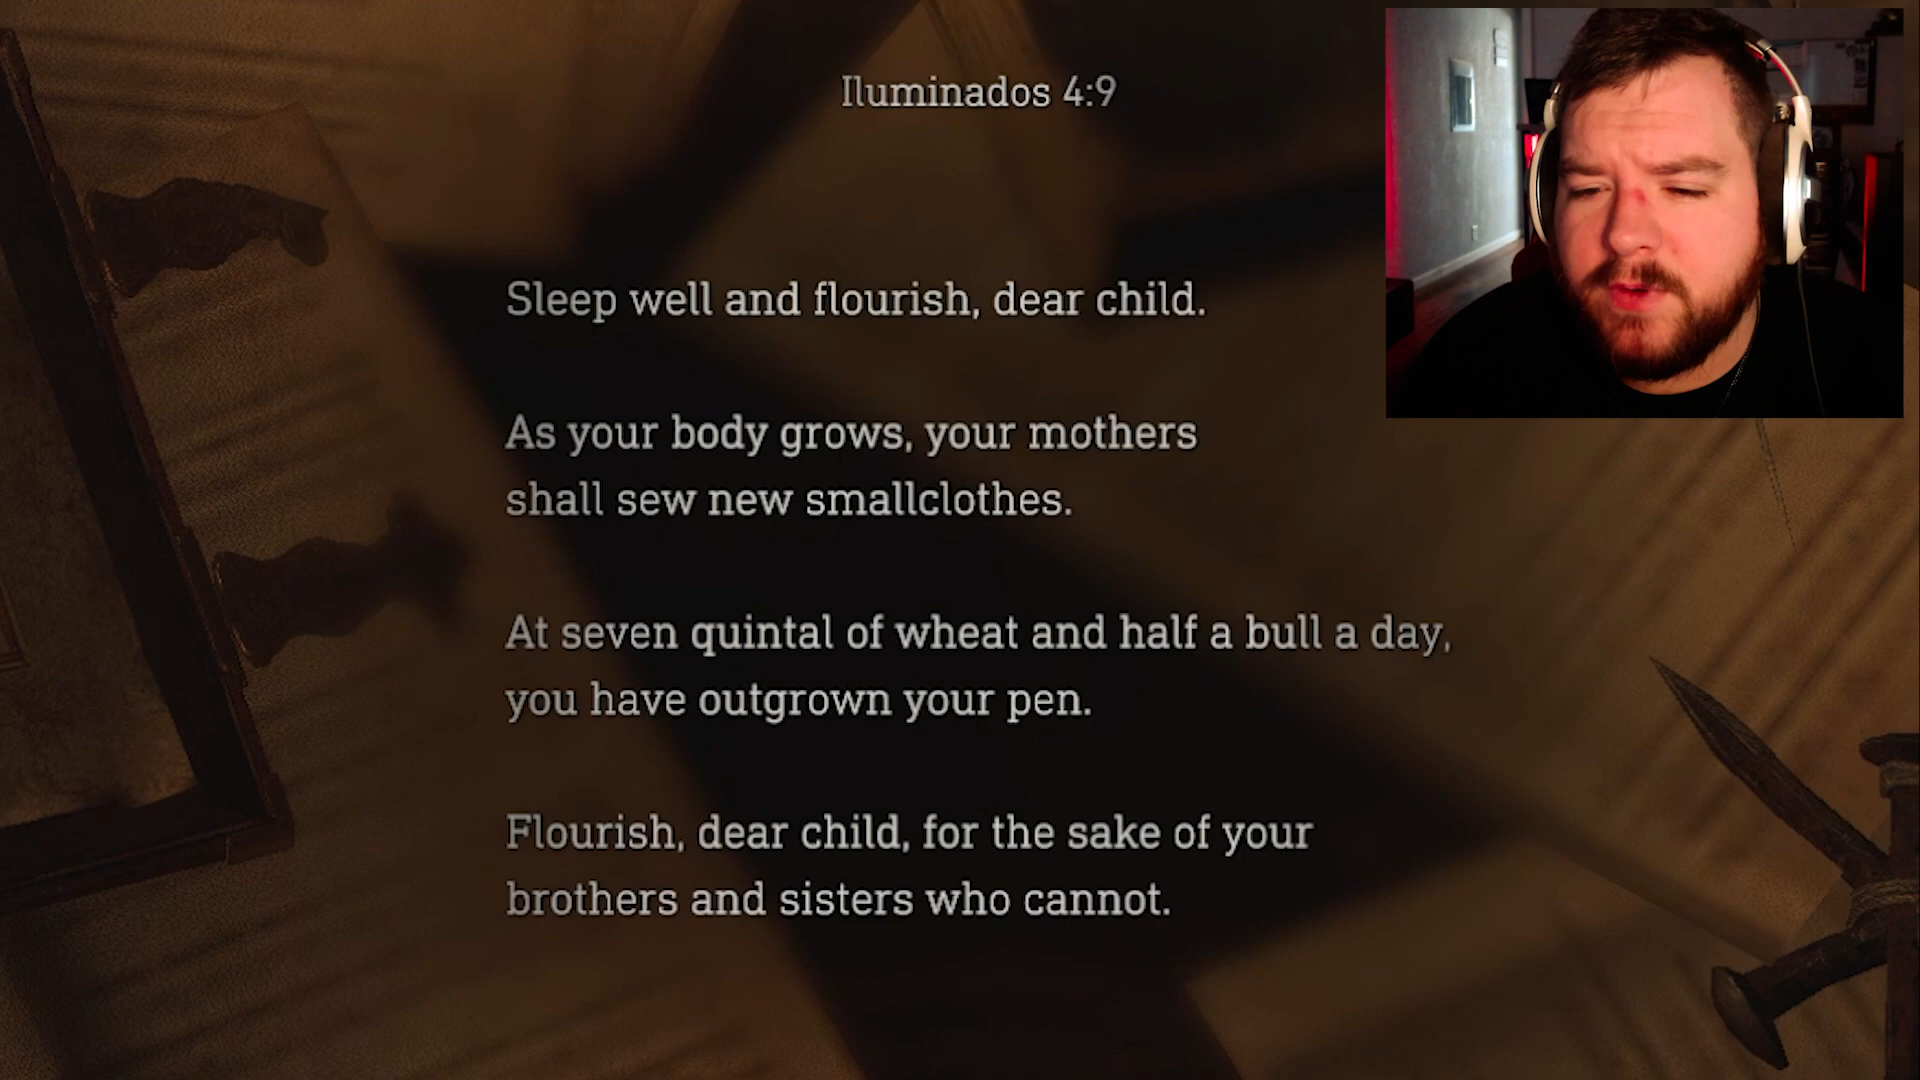 Iluminados 4:9
Sleep well and flourish, dear child.
As your body grows, your mothers
shall sew new smallclothes.
At seven quintal of wheat and half a bull a day,
you have outgrown your pen.
Flourish, dear child, for the sake of your
brothers and sisters who cannot.